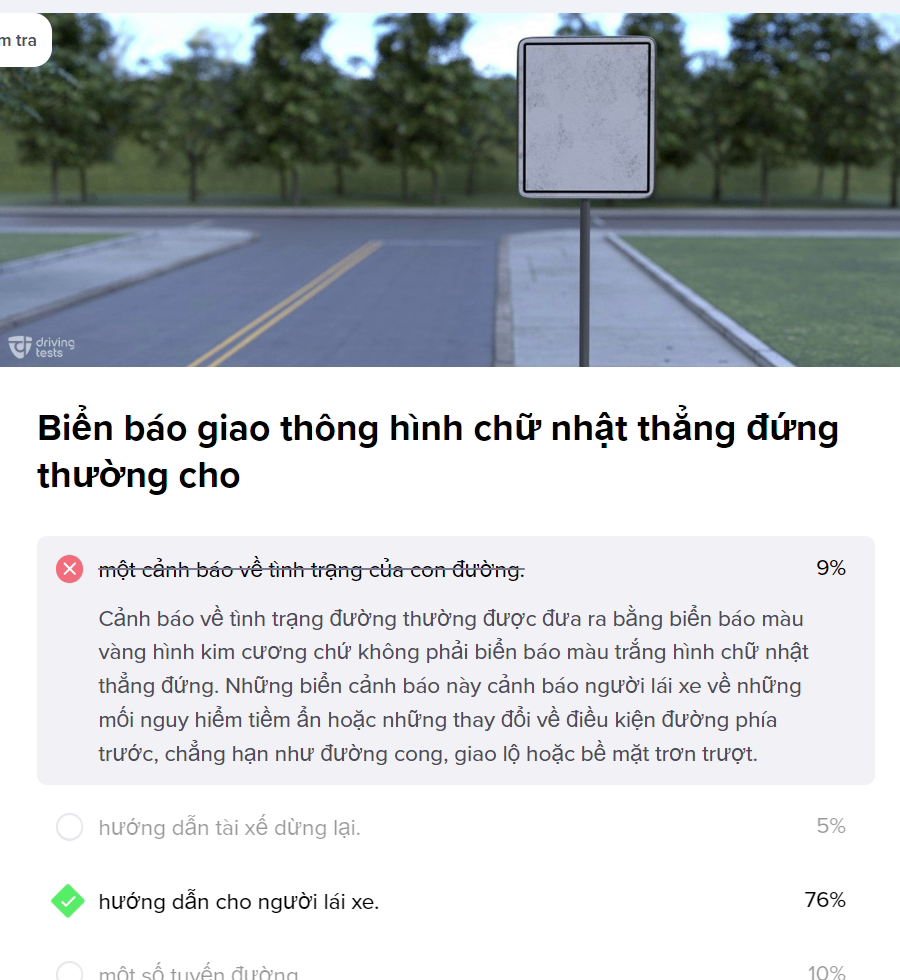 m tra
driving
tests
Biển báo giao thông hình chữ nhật thẳng đứng
thường cho
một cảnh báo về tình trạng của con đường.
9%
Cảnh báo về tình trạng đường thường được đưa ra bằng biển báo màu
vàng hình kim cương chứ không phải biển báo màu trắng hình chữ nhật
thẳng đứng. Những biển cảnh báo này cảnh báo người lái xe về những
mối nguy hiểm tiềm ẩn hoặc những thay đổi về điều kiện đường phía
trước, chẳng hạn như đường cong, giao lộ hoặc bề mặt trơn trượt.
hướng dẫn tài xế dừng lại.
5%
hướng dẫn cho người lái xe.
76%
một số tuyến đường
10%